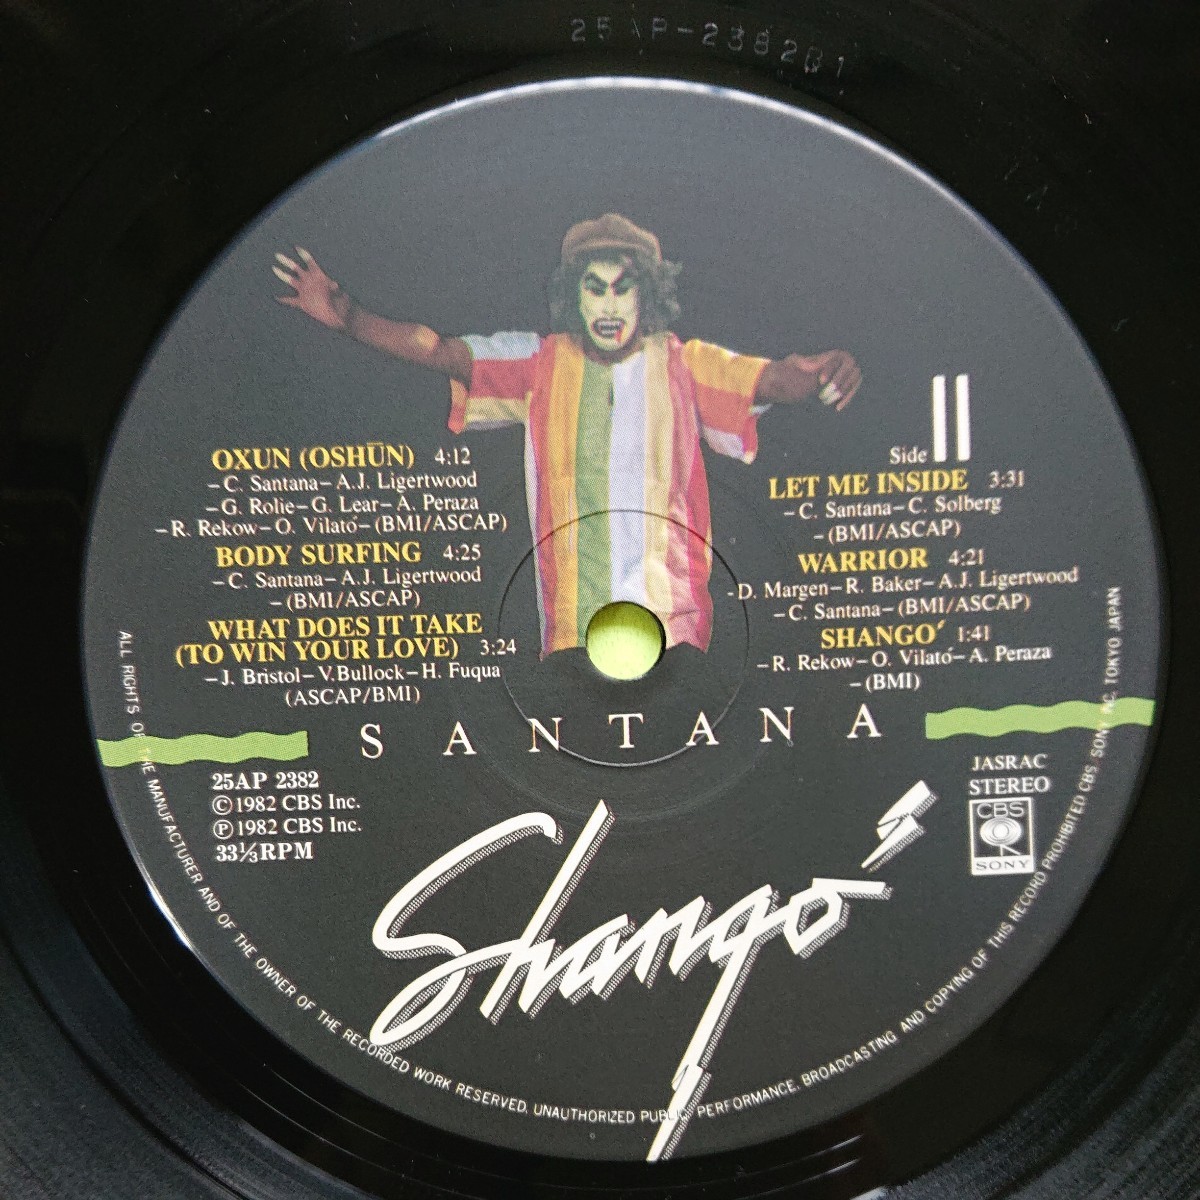 25AP-2382B1
OXUN (OSHŪN) 4:12
-C. Santana-A.J. Ligertwood
-G. Rolie-G. Lear-A. Peraza
-R. Rekow-O. Vilató-(BMI/ASCAP)
BODY SURFING 4:25
-C. Santana-A.J. Ligertwood
-(BMI/ASCAP)
WHAT DOES IT TAKE
(TO WIN YOUR LOVE) 3:24
-J. Bristol-V.Bullock-H. Fuqua
(ASCAP/BMI)
Side II
LET ME INSIDE 3:31
-C. Santana-C. Solberg
-(BMI/ASCAP)
WARRIOR 4:21
-D. Margen-R. Baker-A.J. Ligertwood
-C. Santana-(BMI/ASCAP)
SHANGO´ 1:41
-R. Rekow-O. Vilató-A. Peraza
-(BMI)
SANTANA
25AP 2382
©1982 CBS Inc.
℗1982 CBS Inc.
33⅓RPM
JASRAC
STEREO
CBS
SONY
Shangó
ALL RIGHTS OF THE MANUFACTURER AND OF THE OWNER OF THE RECORDED WORK RESERVED. UNAUTHORIZED PUBLIC PERFORMANCE, BROADCASTING AND COPYING OF THIS RECORD PROHIBITED CBS/SONY INC. TOKYO JAPAN